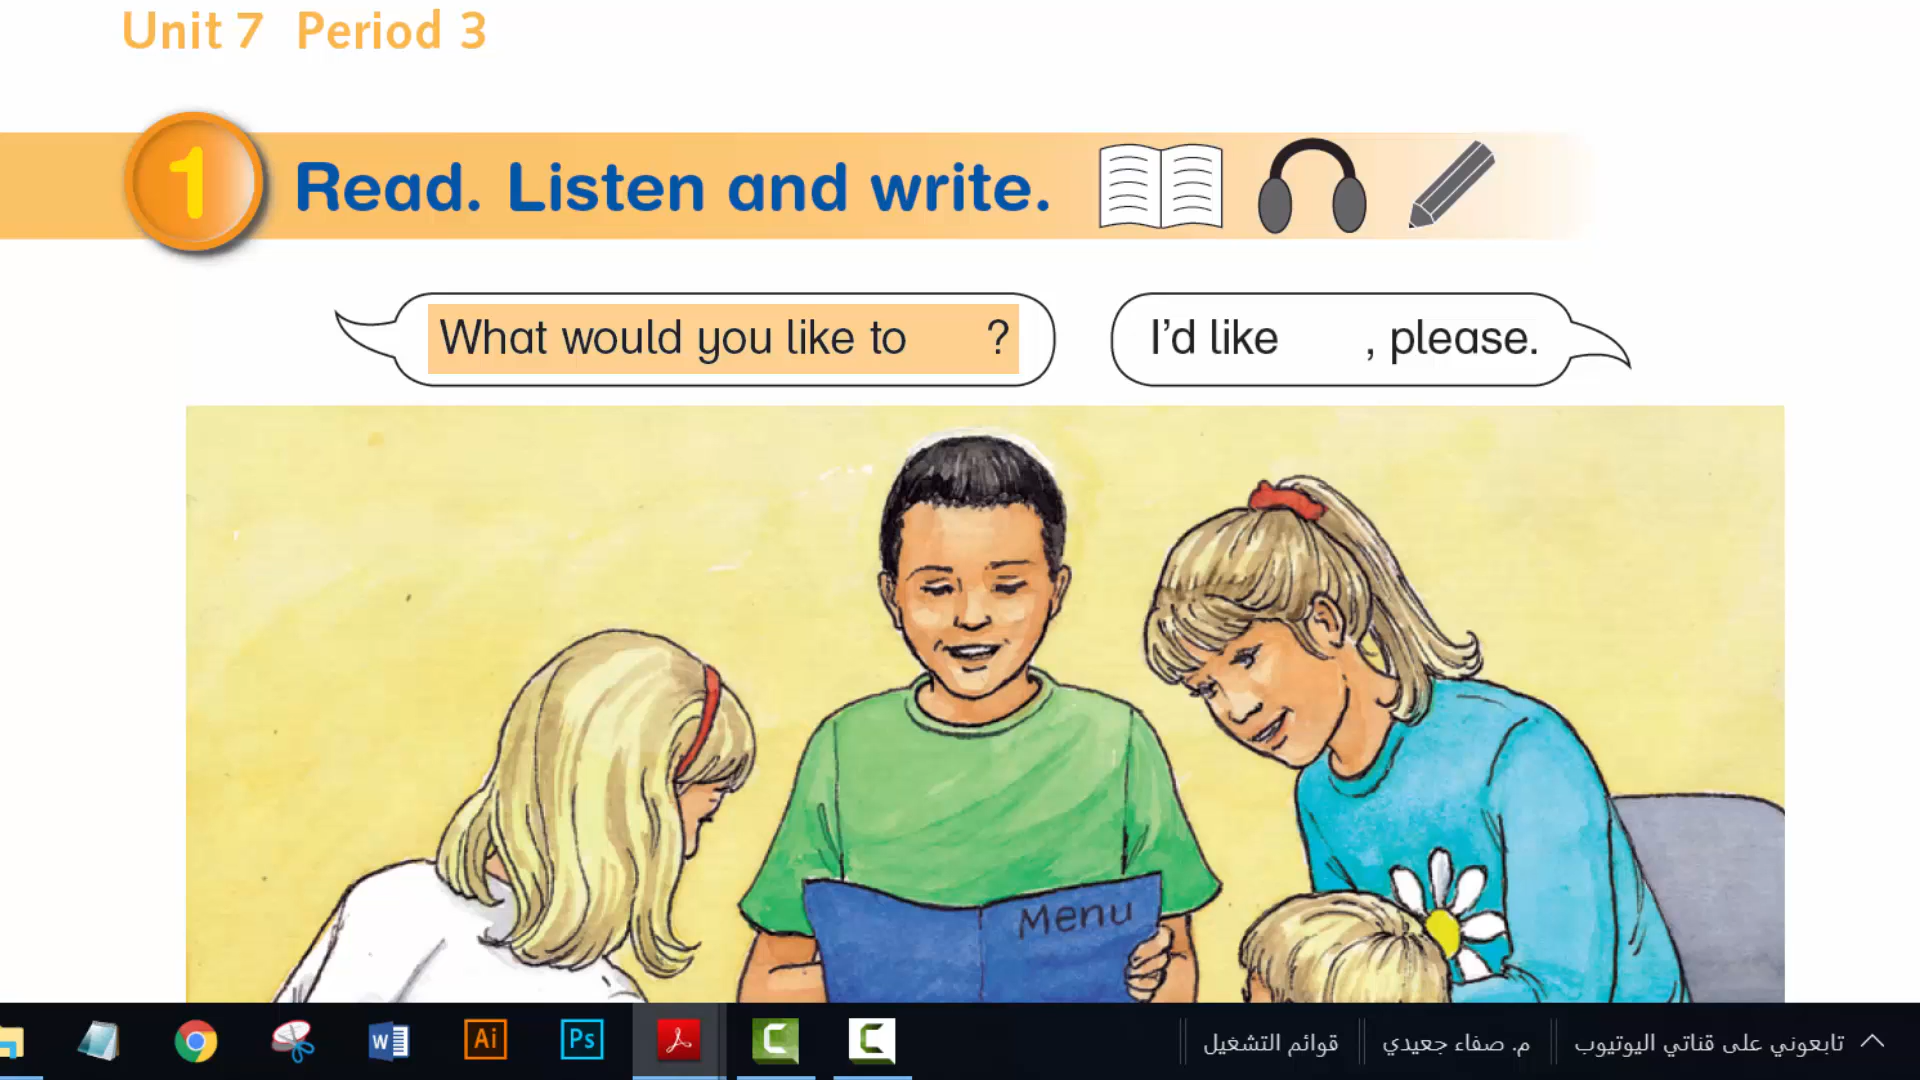 Unit 7 Period 3
1 Read. Listen and write.
What would you like to ?
I'd like , please.
Menu
W Ai Ps
قوائم التشغيل
م. صفاء جعيدي
تابعوني على قناتي اليوتيوب